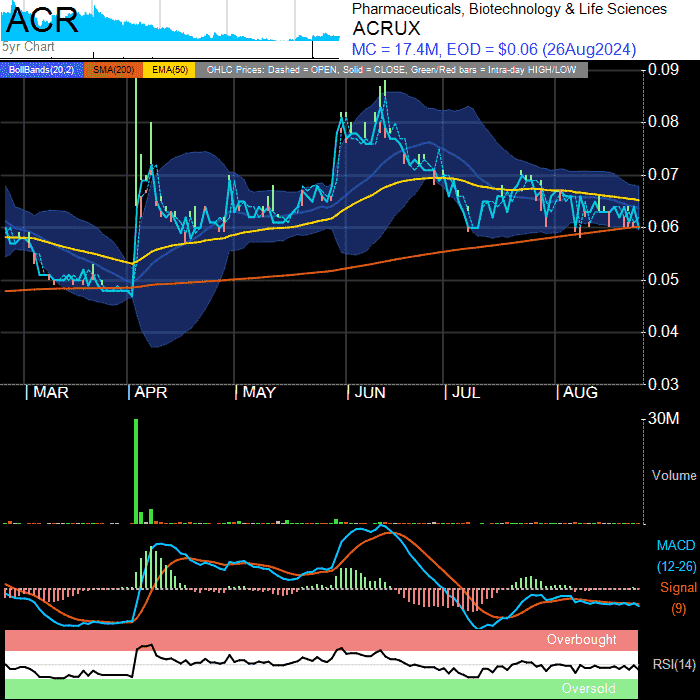 ACR
5yr Chart
Pharmaceuticals, Biotechnology & Life Sciences
ACRUX
MC = 17.4M, EOD = $0.06 (26Aug2024)
BollBands(20,2) SMA(200) EMA(50) OHLC Prices: Dashed = OPEN, Solid = CLOSE, Green/Red bars = Intra-day HIGH/LOW
0.09
0.08
0.07
0.06
0.05
0.04
0.03
MAR APR MAY JUN JUL AUG
30M
Volume
MACD
(12-26)
Signal
(9)
Overbought
RSI(14)
Oversold